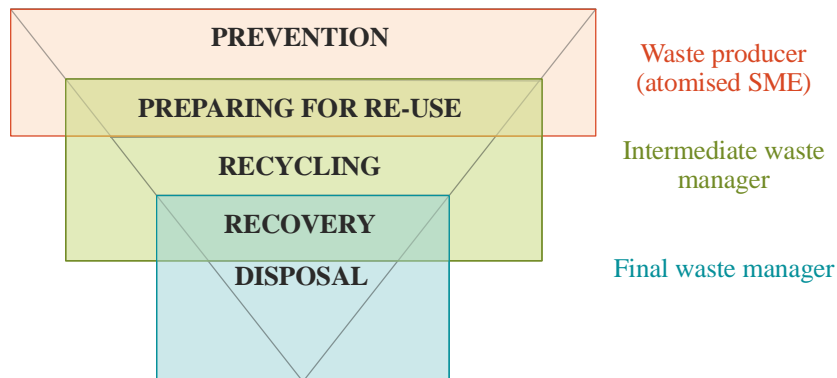 PREVENTION
Waste producer
(atomised SME)
PREPARING FOR RE-USE
Intermediate waste
manager
RECYCLING
RECOVERY
Final waste manager
DISPOSAL